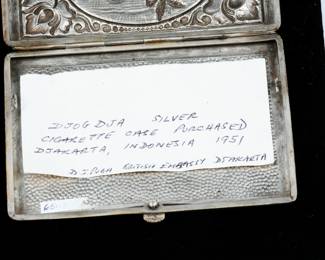 DJOGDJA SILVER
CIGARETTE CASE PURCHASED
DJAKARTA, INDONESIA 1951
BRITISH EMBASSY DJAKARTA